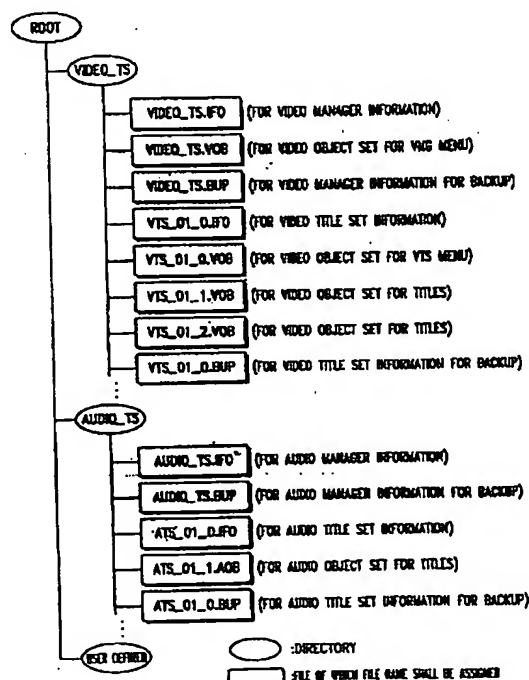 ROOT
VIDEO_TS
VIDEO_TS.IFO (FOR VIDEO MANAGER INFORMATION)
VIDEO_TS.VOB (FOR VIDEO OBJECT SET FOR VMG MENU)
VIDEO_TS.BUP (FOR VIDEO MANAGER INFORMATION FOR BACKUP)
VTS_01_0.IFO (FOR VIDEO TITLE SET INFORMATION)
VTS_01_0.VOB (FOR VIDEO OBJECT SET FOR VTS MENU)
VTS_01_1.VOB (FOR VIDEO OBJECT SET FOR TITLES)
VTS_01_2.VOB (FOR VIDEO OBJECT SET FOR TITLES)
VTS_01_0.BUP (FOR VIDEO TITLE SET INFORMATION FOR BACKUP)
AUDIO_TS
AUDIO_TS.IFO (FOR AUDIO MANAGER INFORMATION)
AUDIO_TS.BUP (FOR AUDIO MANAGER INFORMATION FOR BACKUP)
ATS_01_0.IFO (FOR AUDIO TITLE SET INFORMATION)
ATS_01_1.AOB (FOR AUDIO OBJECT SET FOR TITLES)
ATS_01_0.BUP (FOR AUDIO TITLE SET INFORMATION FOR BACKUP)
USER DEFINED
:DIRECTORY
:FILE OF WHICH FILE NAME SHALL BE ASSIGNED